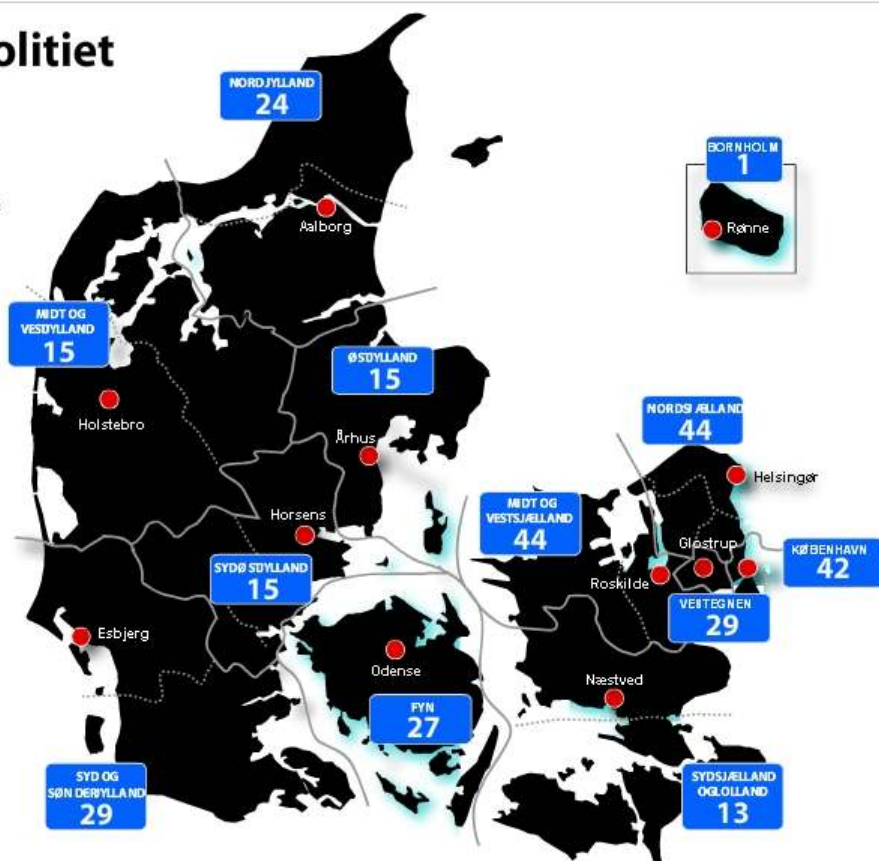 olitiet
NORDJYLLAND
24
BORNHOLM
1
Rønne
Aalborg
MIDT OG
VESTJYLLAND
15
ØSTJYLLAND
15
Holstebro
Århus
NORDSJÆLLAND
44
Helsingør
Horsens
MIDT OG
VESTSJÆLLAND
44
Glostrup
KØBENHAVN
42
SYDØSTJYLLAND
15
Roskilde
VESTEGNEN
29
Esbjerg
Odense
Næstved
FYN
27
SYD OG
SØNDERJYLLAND
29
SYDSJÆLLAND
OGLOLLAND
13